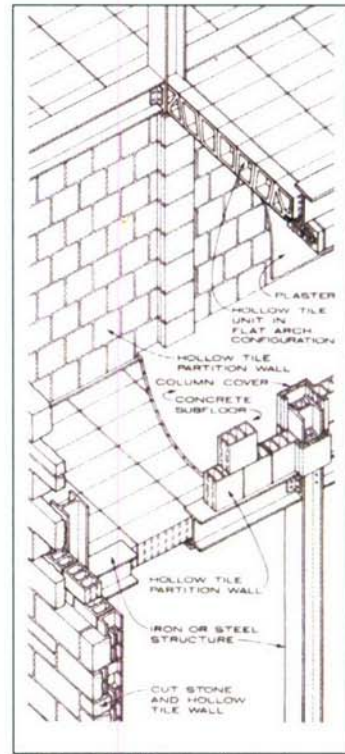 PLASTER
HOLLOW TILE
UNIT IN
FLAT ARCH
CONFIGURATION
HOLLOW TILE
PARTITION WALL
COLUMN COVER
CONCRETE
SUBFLOOR
HOLLOW TILE
PARTITION WALL
IRON OR STEEL
STRUCTURE
CUT STONE
AND HOLLOW
TILE WALL